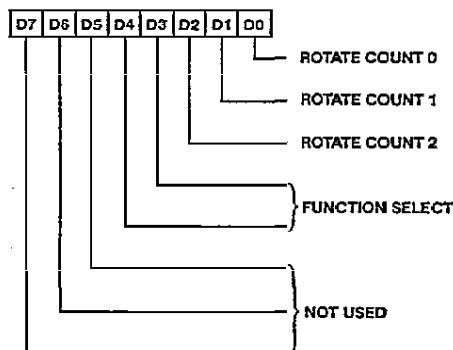 D7 D6 D5 D4 D3 D2 D1 D0
ROTATE COUNT 0
ROTATE COUNT 1
ROTATE COUNT 2
FUNCTION SELECT
NOT USED